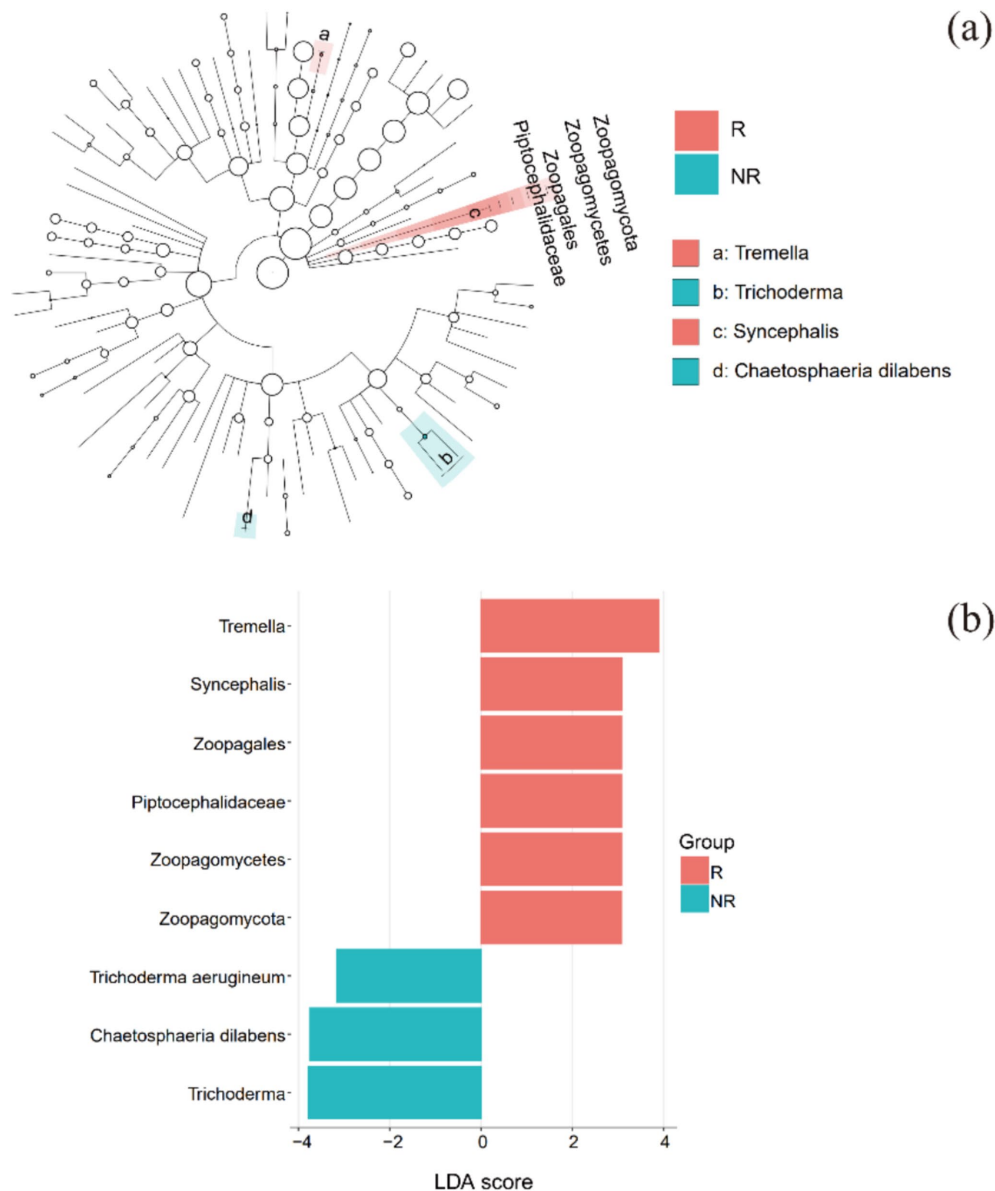 (a)
a
R
NR
Zoopagomycota
Zoopagomycetes
Zoopagales
Piptocephalidaceae
c
a: Tremella
b: Trichoderma
c: Syncephalis
d: Chaetosphaeria dilabens
b
d
(b)
Tremella
Syncephalis
Zoopagales
Piptocephalidaceae
Zoopagomycetes
Zoopagomycota
Trichoderma aerugineum
Chaetosphaeria dilabens
Trichoderma
Group
R
NR
−4 −2 0 2 4
LDA score